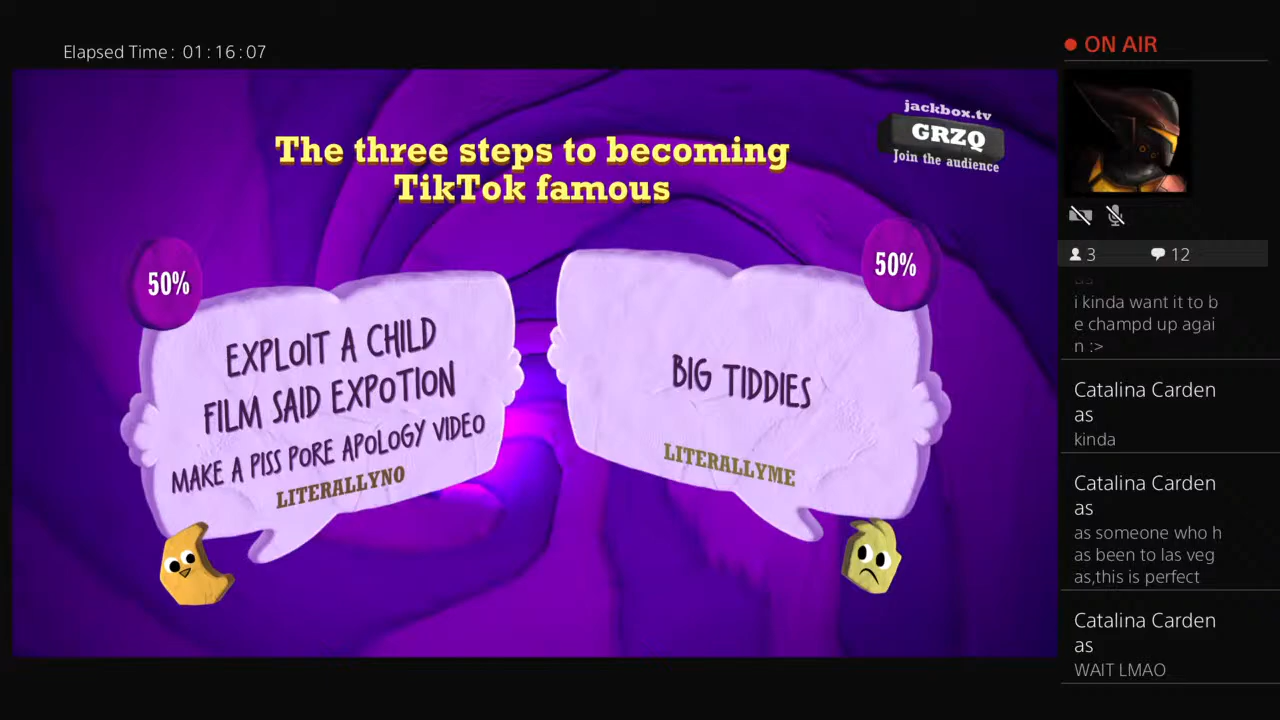 Elapsed Time: 01:16:07
ON AIR
jackbox.tv
GRZQ
Join the audience
The three steps to becoming
TikTok famous
50%
EXPLOIT A CHILD
FILM SAID EXPOTION
MAKE A PISS PORE APOLOGY VIDEO
LITERALLYNO
50%
BIG TIDDIES
LITERALLYME
3
12
i kinda want it to b
e champd up agai
n :>
Catalina Carden
as
kinda
Catalina Carden
as
as someone who h
as been to las veg
as,this is perfect
Catalina Carden
as
WAIT LMAO